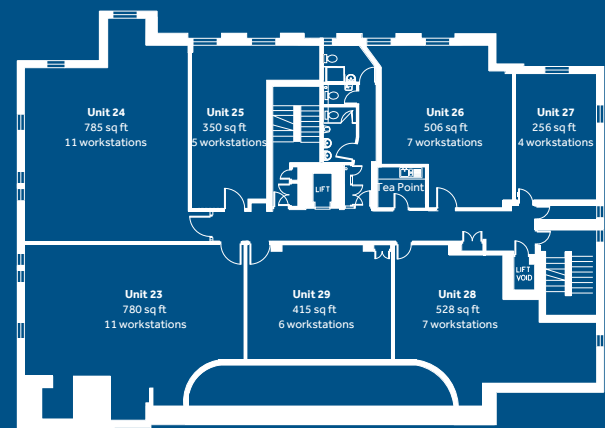 Unit 24
785 sq ft
11 workstations
Unit 25
350 sq ft
5 workstations
Unit 26
506 sq ft
7 workstations
Unit 27
256 sq ft
4 workstations
LIFT
Tea Point
LIFT
VOID
Unit 23
780 sq ft
11 workstations
Unit 29
415 sq ft
6 workstations
Unit 28
528 sq ft
7 workstations